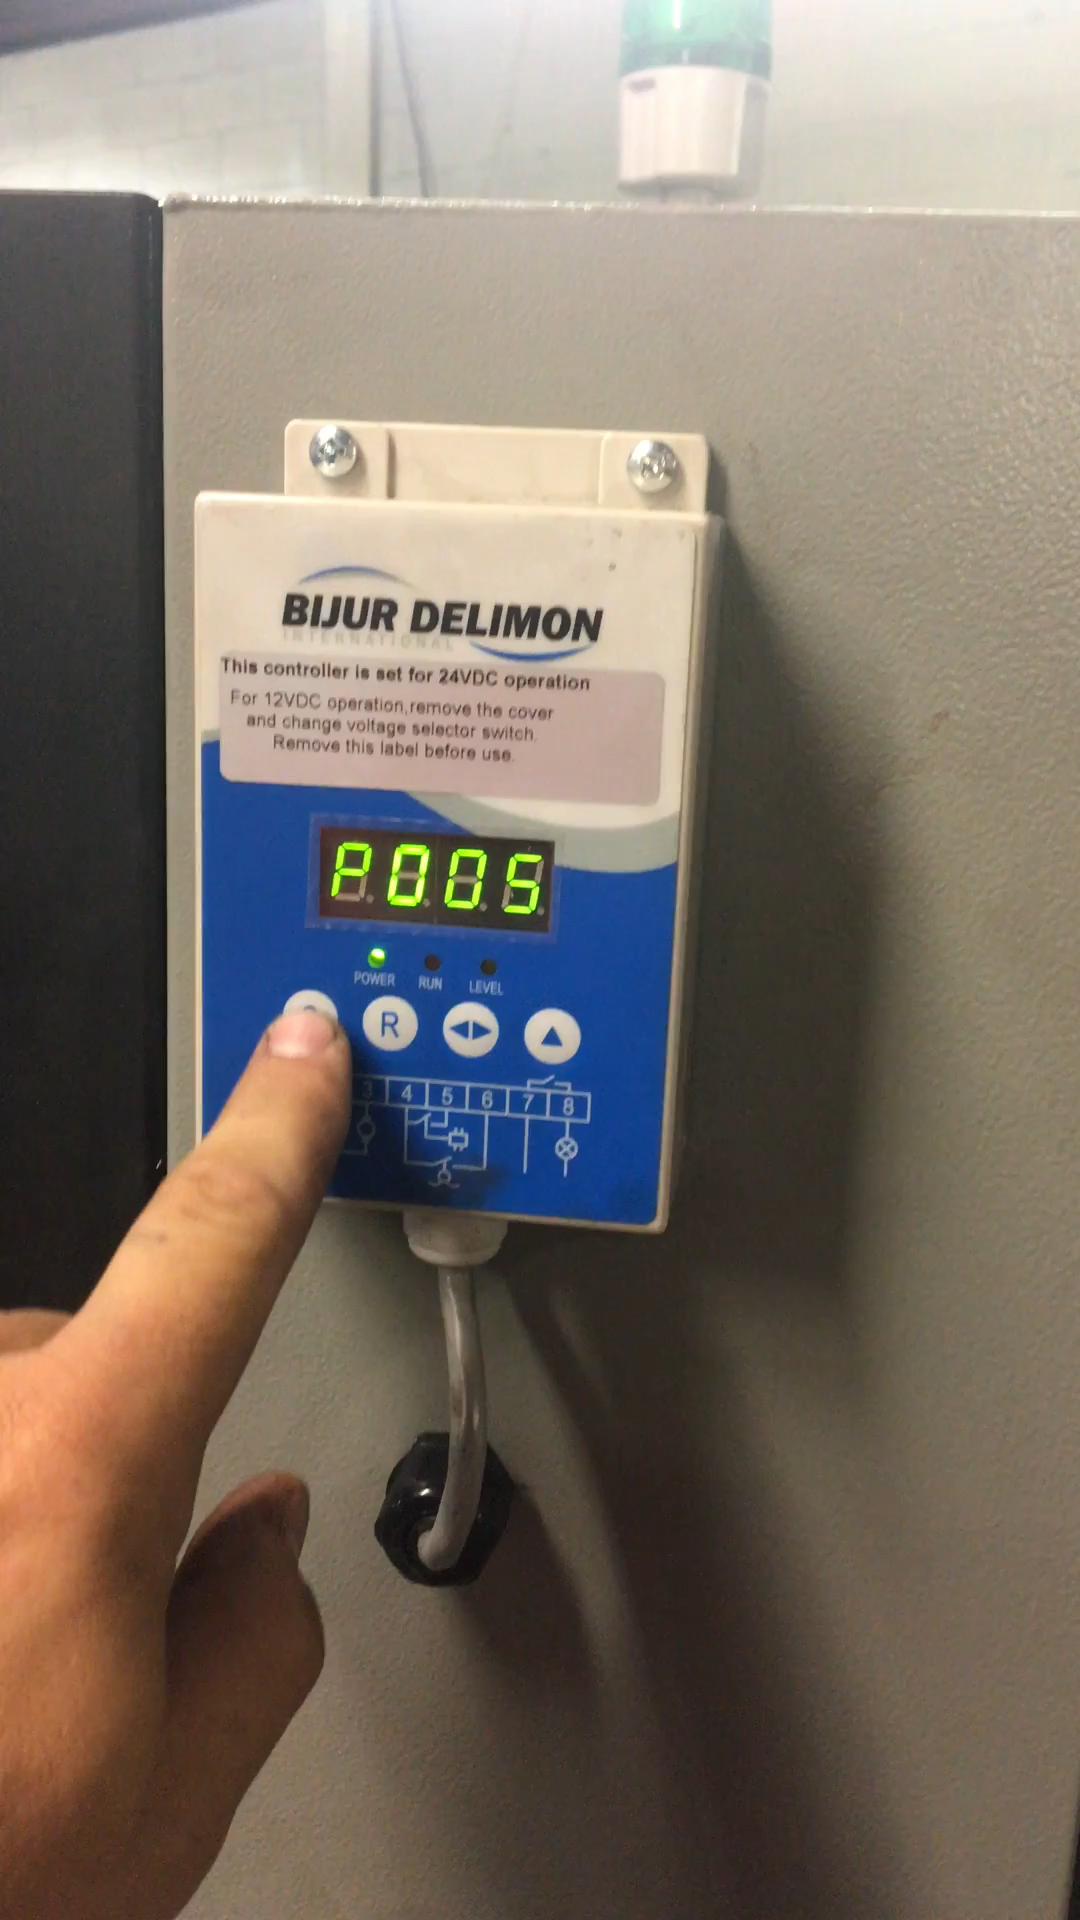 BIJUR DELIMON
INTERNATIONAL
This controller is set for 24VDC operation
For 12VDC operation, remove the cover
and change voltage selector switch.
Remove this label before use.
P005
POWER RUN LEVEL
R
3 4 5 6 7 8